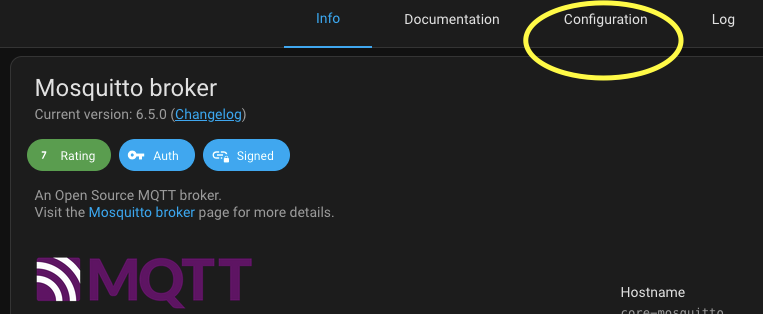 Info Documentation Configuration Log
Mosquitto broker
Current version: 6.5.0 (Changelog)
7 Rating Auth Signed
An Open Source MQTT broker.
Visit the Mosquitto broker page for more details.
MQTT
Hostname
core-mosquitto